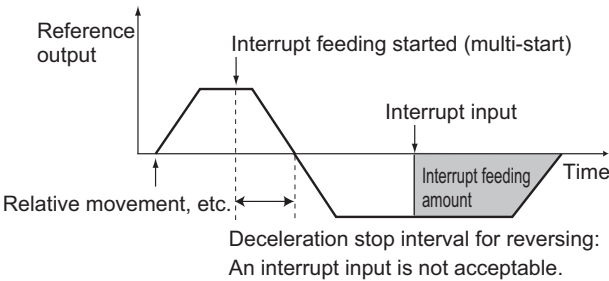 Reference
output
Interrupt feeding started (multi-start)
Interrupt input
Time
Interrupt feeding
amount
Relative movement, etc.
Deceleration stop interval for reversing:
An interrupt input is not acceptable.